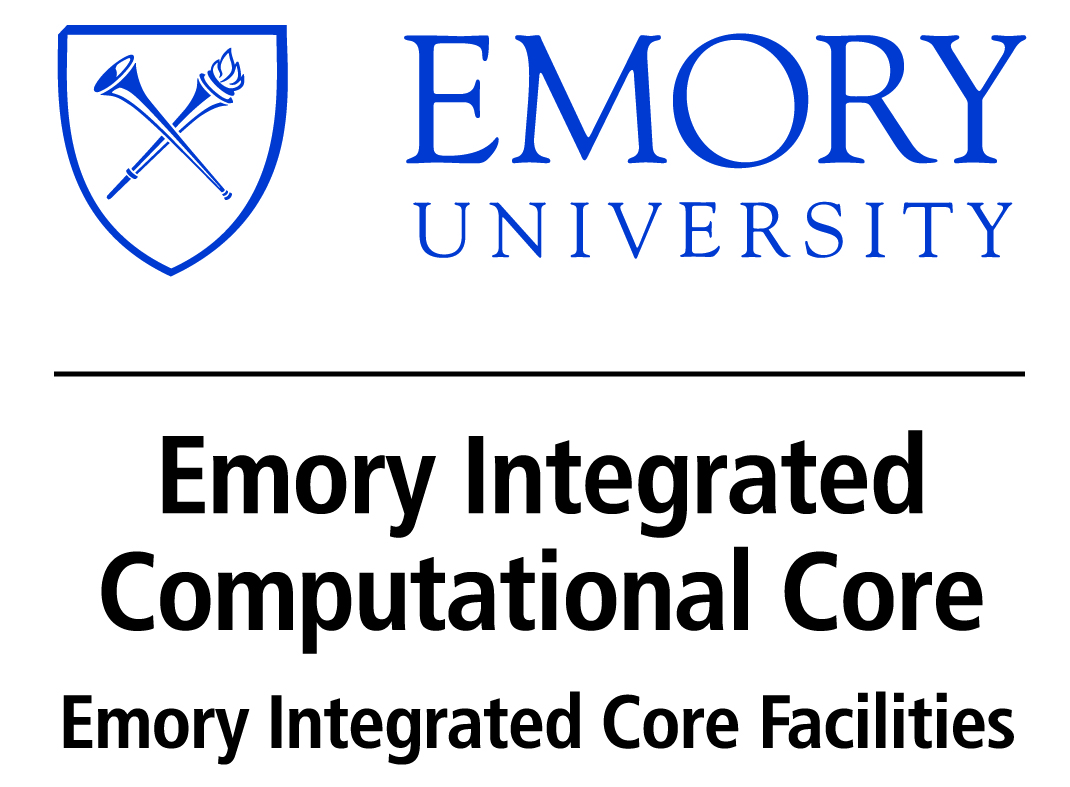 EMORY
UNIVERSITY
Emory Integrated
Computational Core
Emory Integrated Core Facilities